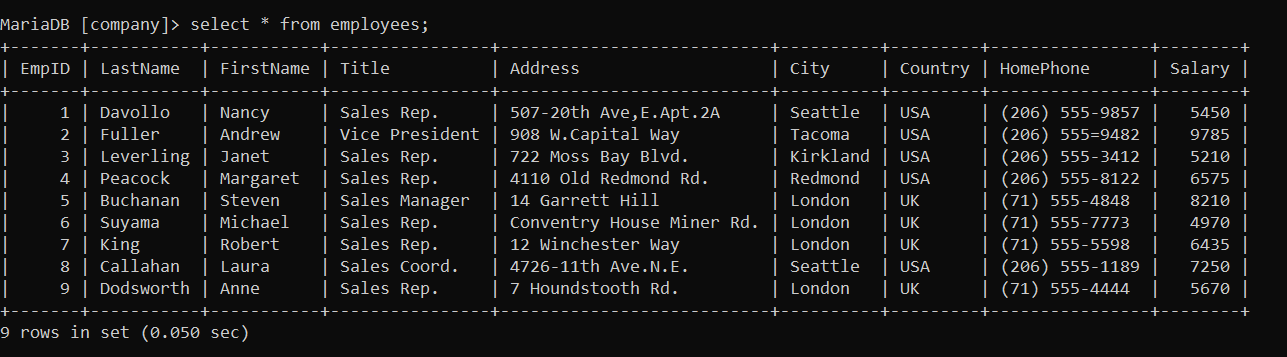 MariaDB [company]> select * from employees;
+-------+-----------+-----------+----------------+---------------------------+----------+---------+----------------+--------+
| EmpID | LastName  | FirstName | Title          | Address                   | City     | Country | HomePhone      | Salary |
+-------+-----------+-----------+----------------+---------------------------+----------+---------+----------------+--------+
|     1 | Davollo   | Nancy     | Sales Rep.     | 507-20th Ave,E.Apt.2A     | Seattle  | USA     | (206) 555-9857 |   5450 |
|     2 | Fuller    | Andrew    | Vice President | 908 W.Capital Way         | Tacoma   | USA     | (206) 555=9482 |   9785 |
|     3 | Leverling | Janet     | Sales Rep.     | 722 Moss Bay Blvd.        | Kirkland | USA     | (206) 555-3412 |   5210 |
|     4 | Peacock   | Margaret  | Sales Rep.     | 4110 Old Redmond Rd.      | Redmond  | USA     | (206) 555-8122 |   6575 |
|     5 | Buchanan  | Steven    | Sales Manager  | 14 Garrett Hill           | London   | UK      | (71) 555-4848  |   8210 |
|     6 | Suyama    | Michael   | Sales Rep.     | Conventry House Miner Rd. | London   | UK      | (71) 555-7773  |   4970 |
|     7 | King      | Robert    | Sales Rep.     | 12 Winchester Way         | London   | UK      | (71) 555-5598  |   6435 |
|     8 | Callahan  | Laura     | Sales Coord.   | 4726-11th Ave.N.E.        | Seattle  | USA     | (206) 555-1189 |   7250 |
|     9 | Dodsworth | Anne      | Sales Rep.     | 7 Houndstooth Rd.         | London   | UK      | (71) 555-4444  |   5670 |
+-------+-----------+-----------+----------------+---------------------------+----------+---------+----------------+--------+
9 rows in set (0.050 sec)